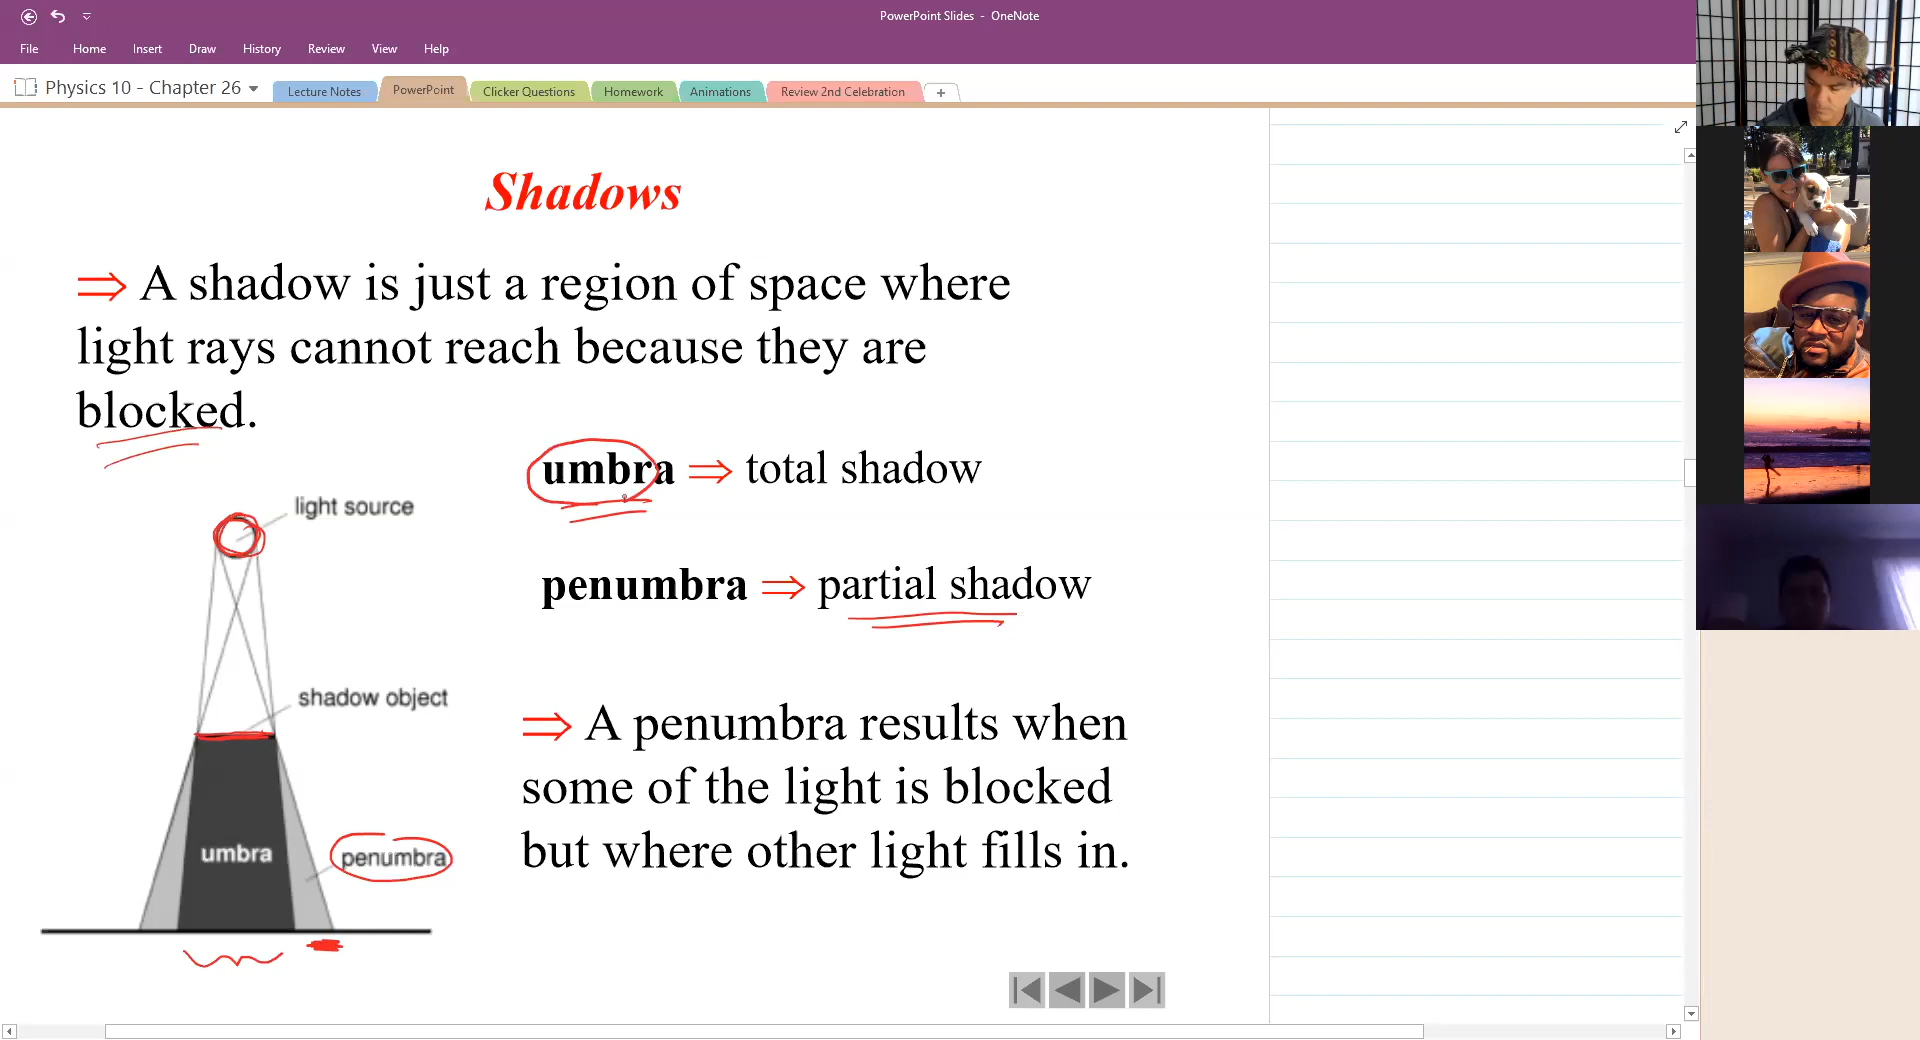 PowerPoint Slides - OneNote
File Home Insert Draw History Review View Help
Physics 10 - Chapter 26 Lecture Notes PowerPoint Clicker Questions Homework Animations Review 2nd Celebration +
Shadows
⇒ A shadow is just a region of space where
light rays cannot reach because they are
blocked.
umbra ⇒ total shadow
light source
penumbra ⇒ partial shadow
shadow object
⇒ A penumbra results when
some of the light is blocked
but where other light fills in.
umbra
penumbra